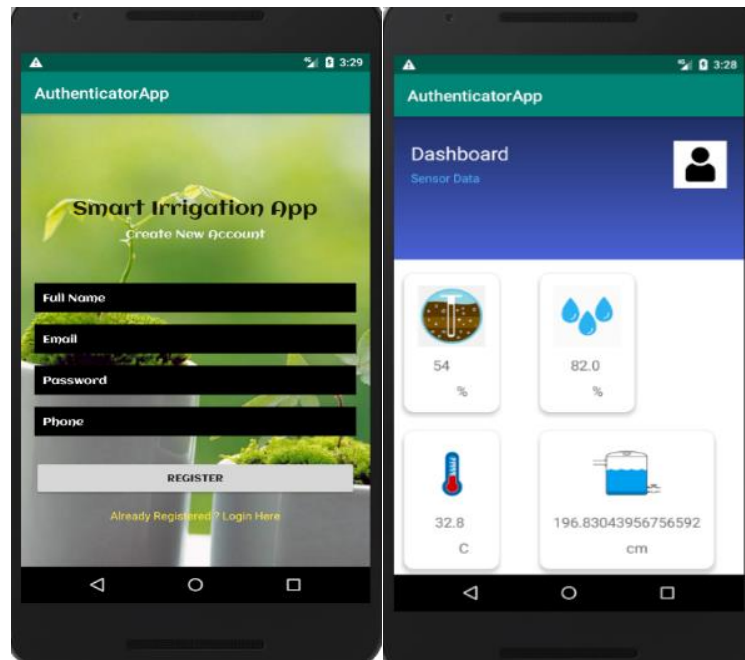 3:29
AuthenticatorApp
Smart Irrigation App
Create New Account
Full Name
Email
Password
Phone
REGISTER
Already Registered ? Login Here
3:28
AuthenticatorApp
Dashboard
Sensor Data
54
%
82.0
%
32.8
C
196.83043956756592
cm